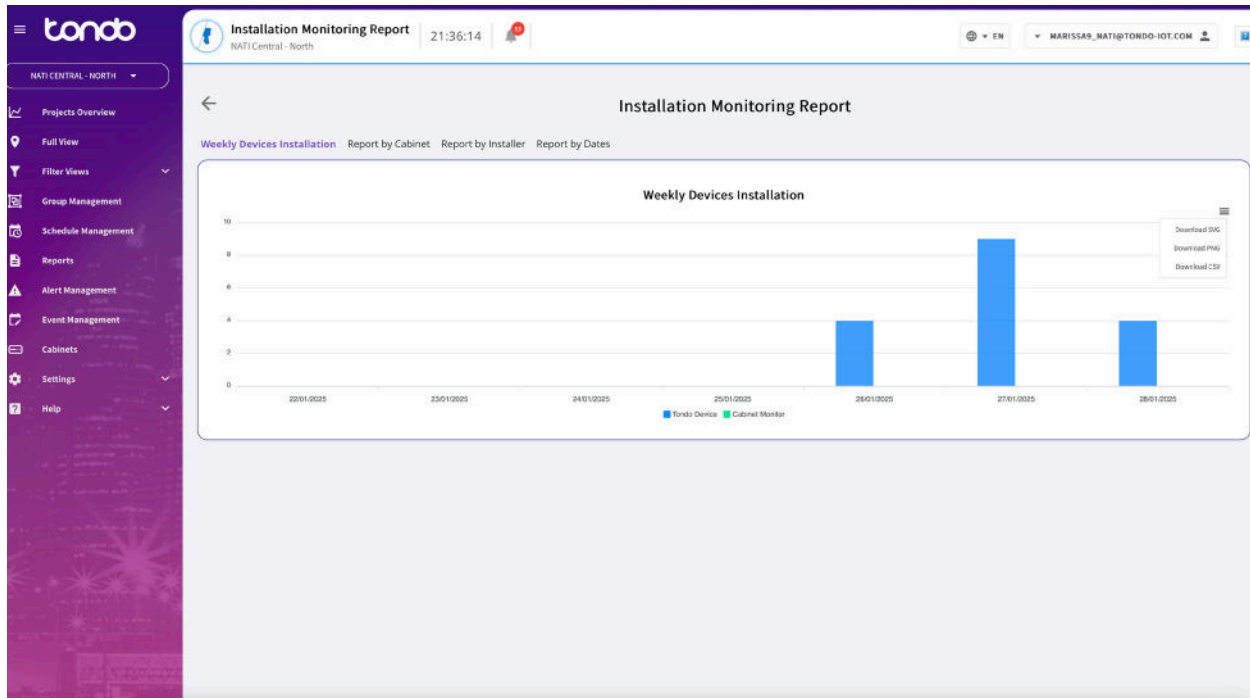 tondo
Installation Monitoring Report
NATI Central - North
21:36:14
EN
MARISSA9_NATI@TONDO-IOT.COM
NATI CENTRAL - NORTH
Projects Overview
Full View
Filter Views
Group Management
Schedule Management
Reports
Alert Management
Event Management
Cabinets
Settings
Help
Installation Monitoring Report
Weekly Devices Installation Report by Cabinet Report by Installer Report by Dates
Weekly Devices Installation
Download SVG
Download PNG
Download CSV
10
8
6
4
2
0
22/01/2025 23/01/2025 24/01/2025 25/01/2025 26/01/2025 27/01/2025 28/01/2025
Tondo Device Cabinet Monitor